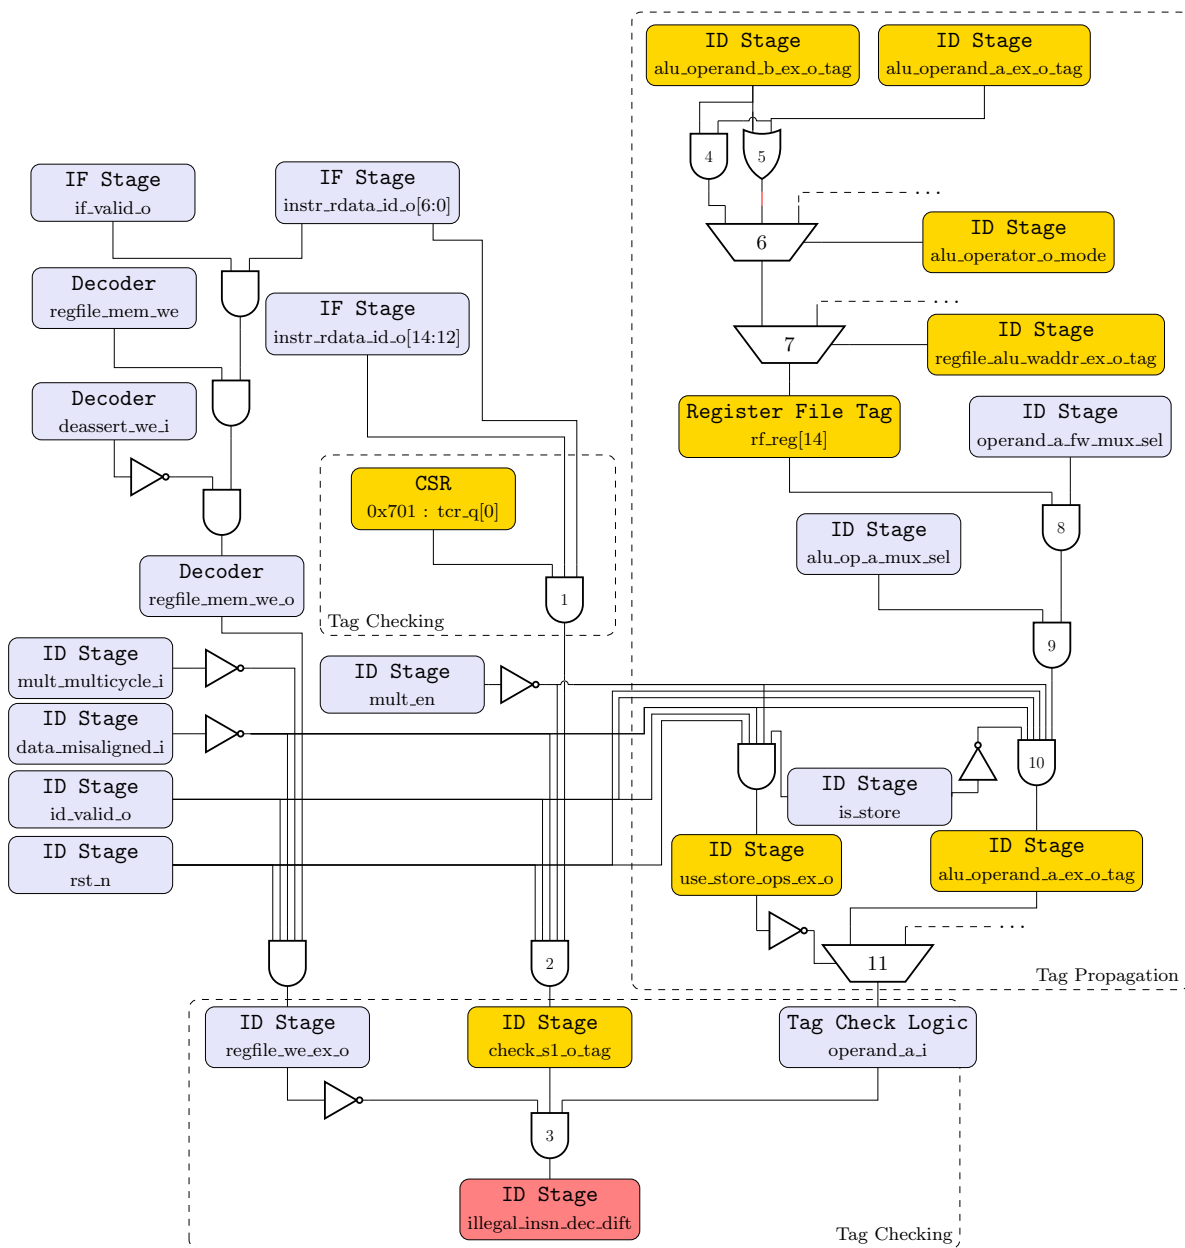 ID Stage
alu_operand_b_ex_o_tag
ID Stage
alu_operand_a_ex_o_tag
4
5
IF Stage
if_valid_o
IF Stage
instr_rdata_id_o[6:0]
...
6
ID Stage
alu_operator_o_mode
Decoder
regfile_mem_we
IF Stage
instr_rdata_id_o[14:12]
...
7
ID Stage
regfile_alu_waddr_ex_o_tag
Decoder
deassert_we_i
Register File Tag
rf_reg[14]
ID Stage
operand_a_fw_mux_sel
CSR
0x701 : tcr_q[0]
8
ID Stage
alu_op_a_mux_sel
Decoder
regfile_mem_we_o
1
Tag Checking
9
ID Stage
mult_multicycle_i
ID Stage
mult_en
ID Stage
data_misaligned_i
10
ID Stage
id_valid_o
ID Stage
is_store
ID Stage
rst_n
ID Stage
use_store_ops_ex_o
ID Stage
alu_operand_a_ex_o_tag
...
2
11
Tag Propagation
ID Stage
regfile_we_ex_o
ID Stage
check_s1_o_tag
Tag Check Logic
operand_a_i
3
ID Stage
illegal_insn_dec_dift
Tag Checking